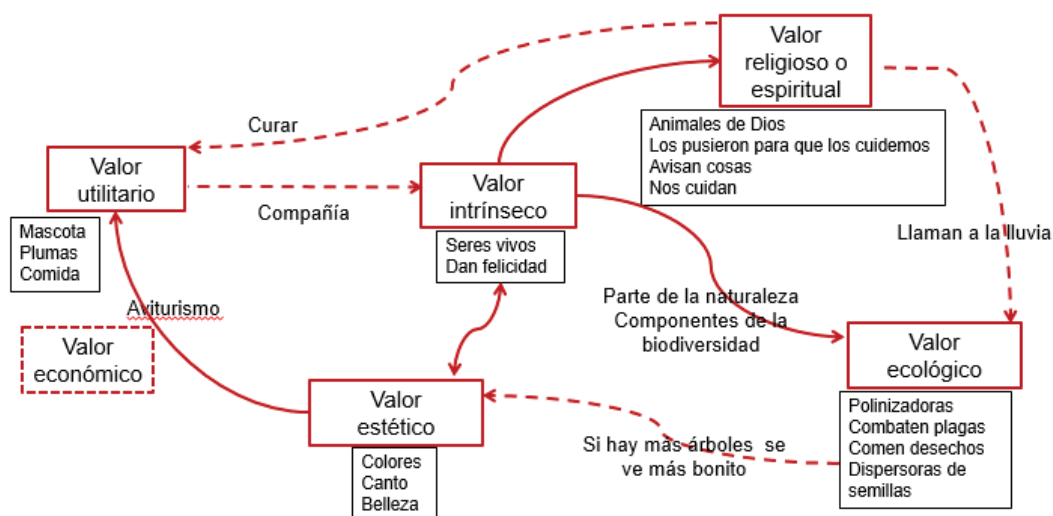 Valor
religioso o
espiritual
Animales de Dios
Los pusieron para que los cuidemos
Avisan cosas
Nos cuidan
Curar
Valor
utilitario
Mascota
Plumas
Comida
Compañía
Valor
intrínseco
Seres vivos
Dan felicidad
Llaman a la lluvia
Aviturismo
Parte de la naturaleza
Componentes de la
biodiversidad
Valor
económico
Valor
ecológico
Polinizadoras
Combaten plagas
Comen desechos
Dispersoras de
semillas
Valor
estético
Colores
Canto
Belleza
Si hay más árboles se
ve más bonito